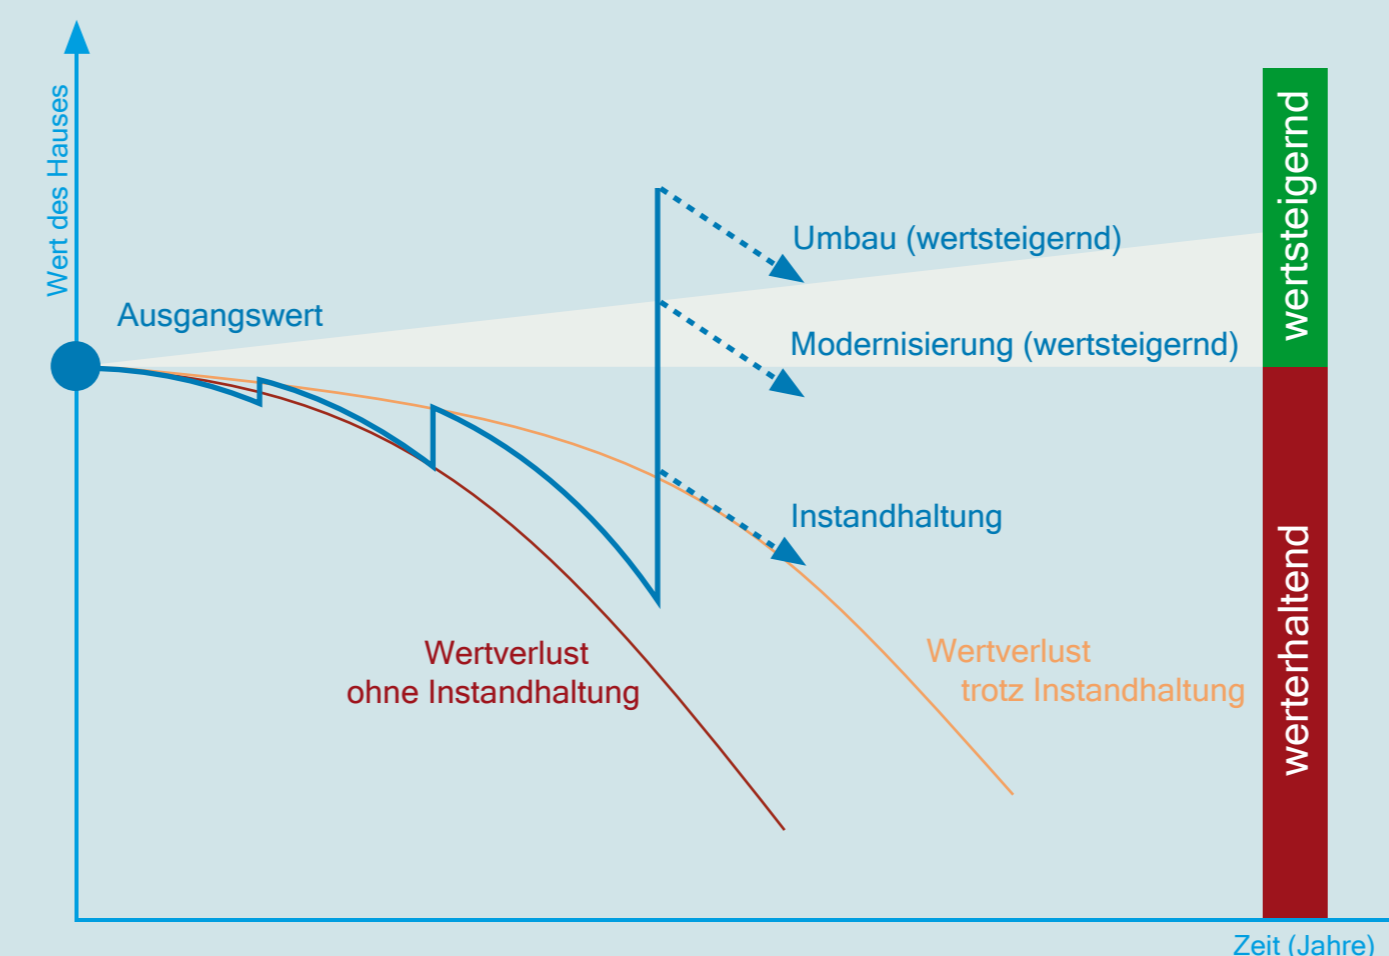 Wert des Hauses
Ausgangswert
Umbau (wertsteigernd)
Modernisierung (wertsteigernd)
Instandhaltung
Wertverlust
ohne Instandhaltung
Wertverlust
trotz Instandhaltung
wertsteigernd
werterhaltend
Zeit (Jahre)